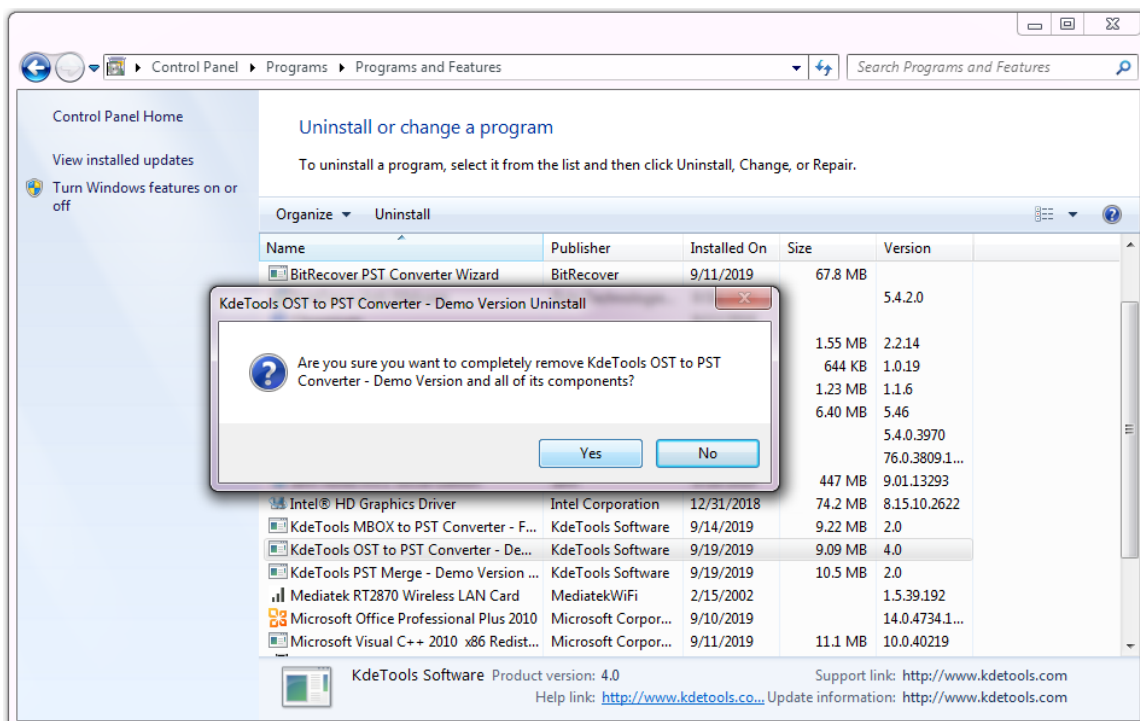 Control Panel Programs Programs and Features Search Programs and Features
Control Panel Home
View installed updates
Turn Windows features on or
off
Uninstall or change a program
To uninstall a program, select it from the list and then click Uninstall, Change, or Repair.
Organize Uninstall
Name Publisher Installed On Size Version
BitRecover PST Converter Wizard BitRecover 9/11/2019 67.8 MB
5.4.2.0
1.55 MB 2.2.14
644 KB 1.0.19
1.23 MB 1.1.6
6.40 MB 5.46
5.4.0.3970
76.0.3809.1...
447 MB 9.01.13293
KdeTools OST to PST Converter - Demo Version Uninstall
Are you sure you want to completely remove KdeTools OST to PST
Converter - Demo Version and all of its components?
Yes No
Intel® HD Graphics Driver Intel Corporation 12/31/2018 74.2 MB 8.15.10.2622
KdeTools MBOX to PST Converter - F... KdeTools Software 9/14/2019 9.22 MB 2.0
KdeTools OST to PST Converter - De... KdeTools Software 9/19/2019 9.09 MB 4.0
KdeTools PST Merge - Demo Version ... KdeTools Software 9/19/2019 10.5 MB 2.0
Mediatek RT2870 Wireless LAN Card MediatekWiFi 2/15/2002 1.5.39.192
Microsoft Office Professional Plus 2010 Microsoft Corpor... 9/10/2019 14.0.4734.1...
Microsoft Visual C++ 2010 x86 Redist... Microsoft Corpor... 9/11/2019 11.1 MB 10.0.40219
KdeTools Software Product version: 4.0 Support link: http://www.kdetools.com
Help link: http://www.kdetools.co... Update information: http://www.kdetools.com